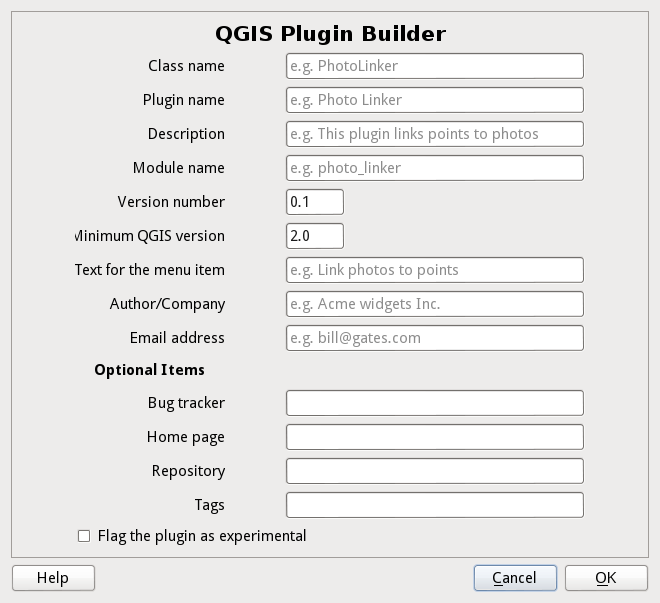 QGIS Plugin Builder
Class name e.g. PhotoLinker
Plugin name e.g. Photo Linker
Description e.g. This plugin links points to photos
Module name e.g. photo_linker
Version number 0.1
Minimum QGIS version 2.0
Text for the menu item e.g. Link photos to points
Author/Company e.g. Acme widgets Inc.
Email address e.g. bill@gates.com
Optional Items
Bug tracker
Home page
Repository
Tags
Flag the plugin as experimental
Help Cancel OK